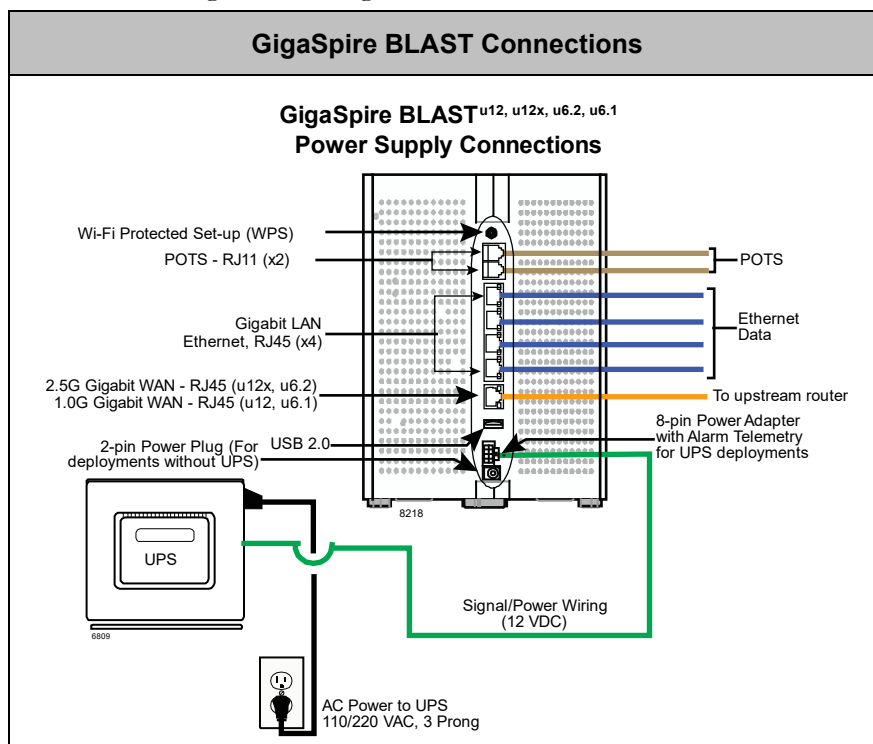 GigaSpire BLAST Connections
GigaSpire BLAST u12, u12x, u6.2, u6.1
Power Supply Connections
Wi-Fi Protected Set-up (WPS)
POTS - RJ11 (x2)
POTS
Gigabit LAN
Ethernet, RJ45 (x4)
Ethernet
Data
2.5G Gigabit WAN - RJ45 (u12x, u6.2)
1.0G Gigabit WAN - RJ45 (u12, u6.1)
To upstream router
USB 2.0
2-pin Power Plug (For
deployments without UPS)
8-pin Power Adapter
with Alarm Telemetry
for UPS deployments
8218
UPS
6809
Signal/Power Wiring
(12 VDC)
AC Power to UPS
110/220 VAC, 3 Prong